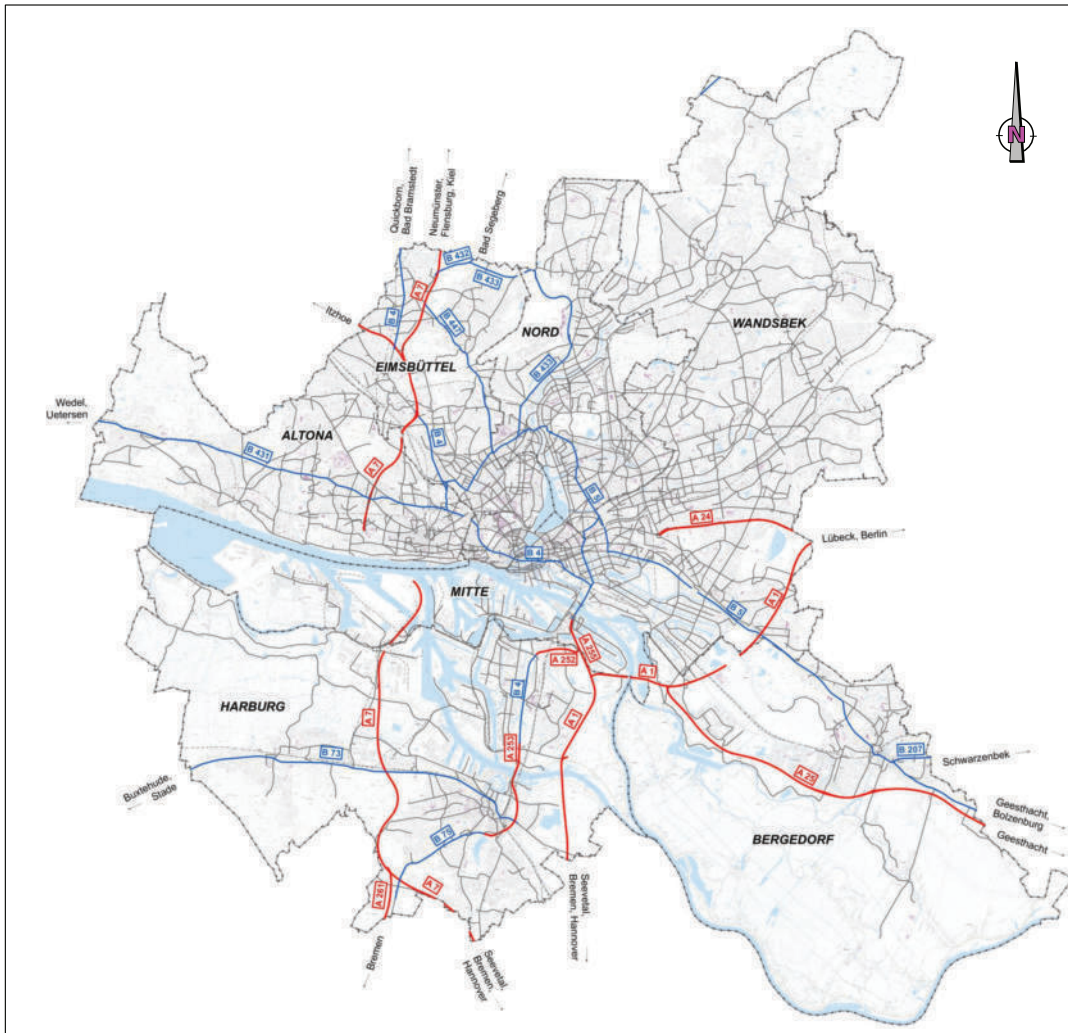 N
Quickborn,
Bad Bramstedt
Neumünster,
Flensburg, Kiel
Bad Segeberg
B 432
B 433
A 7
B 4
Itzhoe
B 447
NORD
WANDSBEK
EIMSBÜTTEL
B 433
Wedel,
Uetersen
ALTONA
B 4
B 431
A 7
B 5
A 24
Lübeck, Berlin
B 4
MITTE
A 1
B 5
A 255
A 252
A 1
B 4
HARBURG
A 7
A 1
A 253
B 73
B 207
Schwarzenbek
A 25
Buxtehude,
Stade
Geesthacht,
Boizenburg
Geesthacht
B 75
BERGEDORF
A 261
A 7
Bremen
Seevetal,
Bremen,
Hannover
Seevetal,
Bremen, Hannover